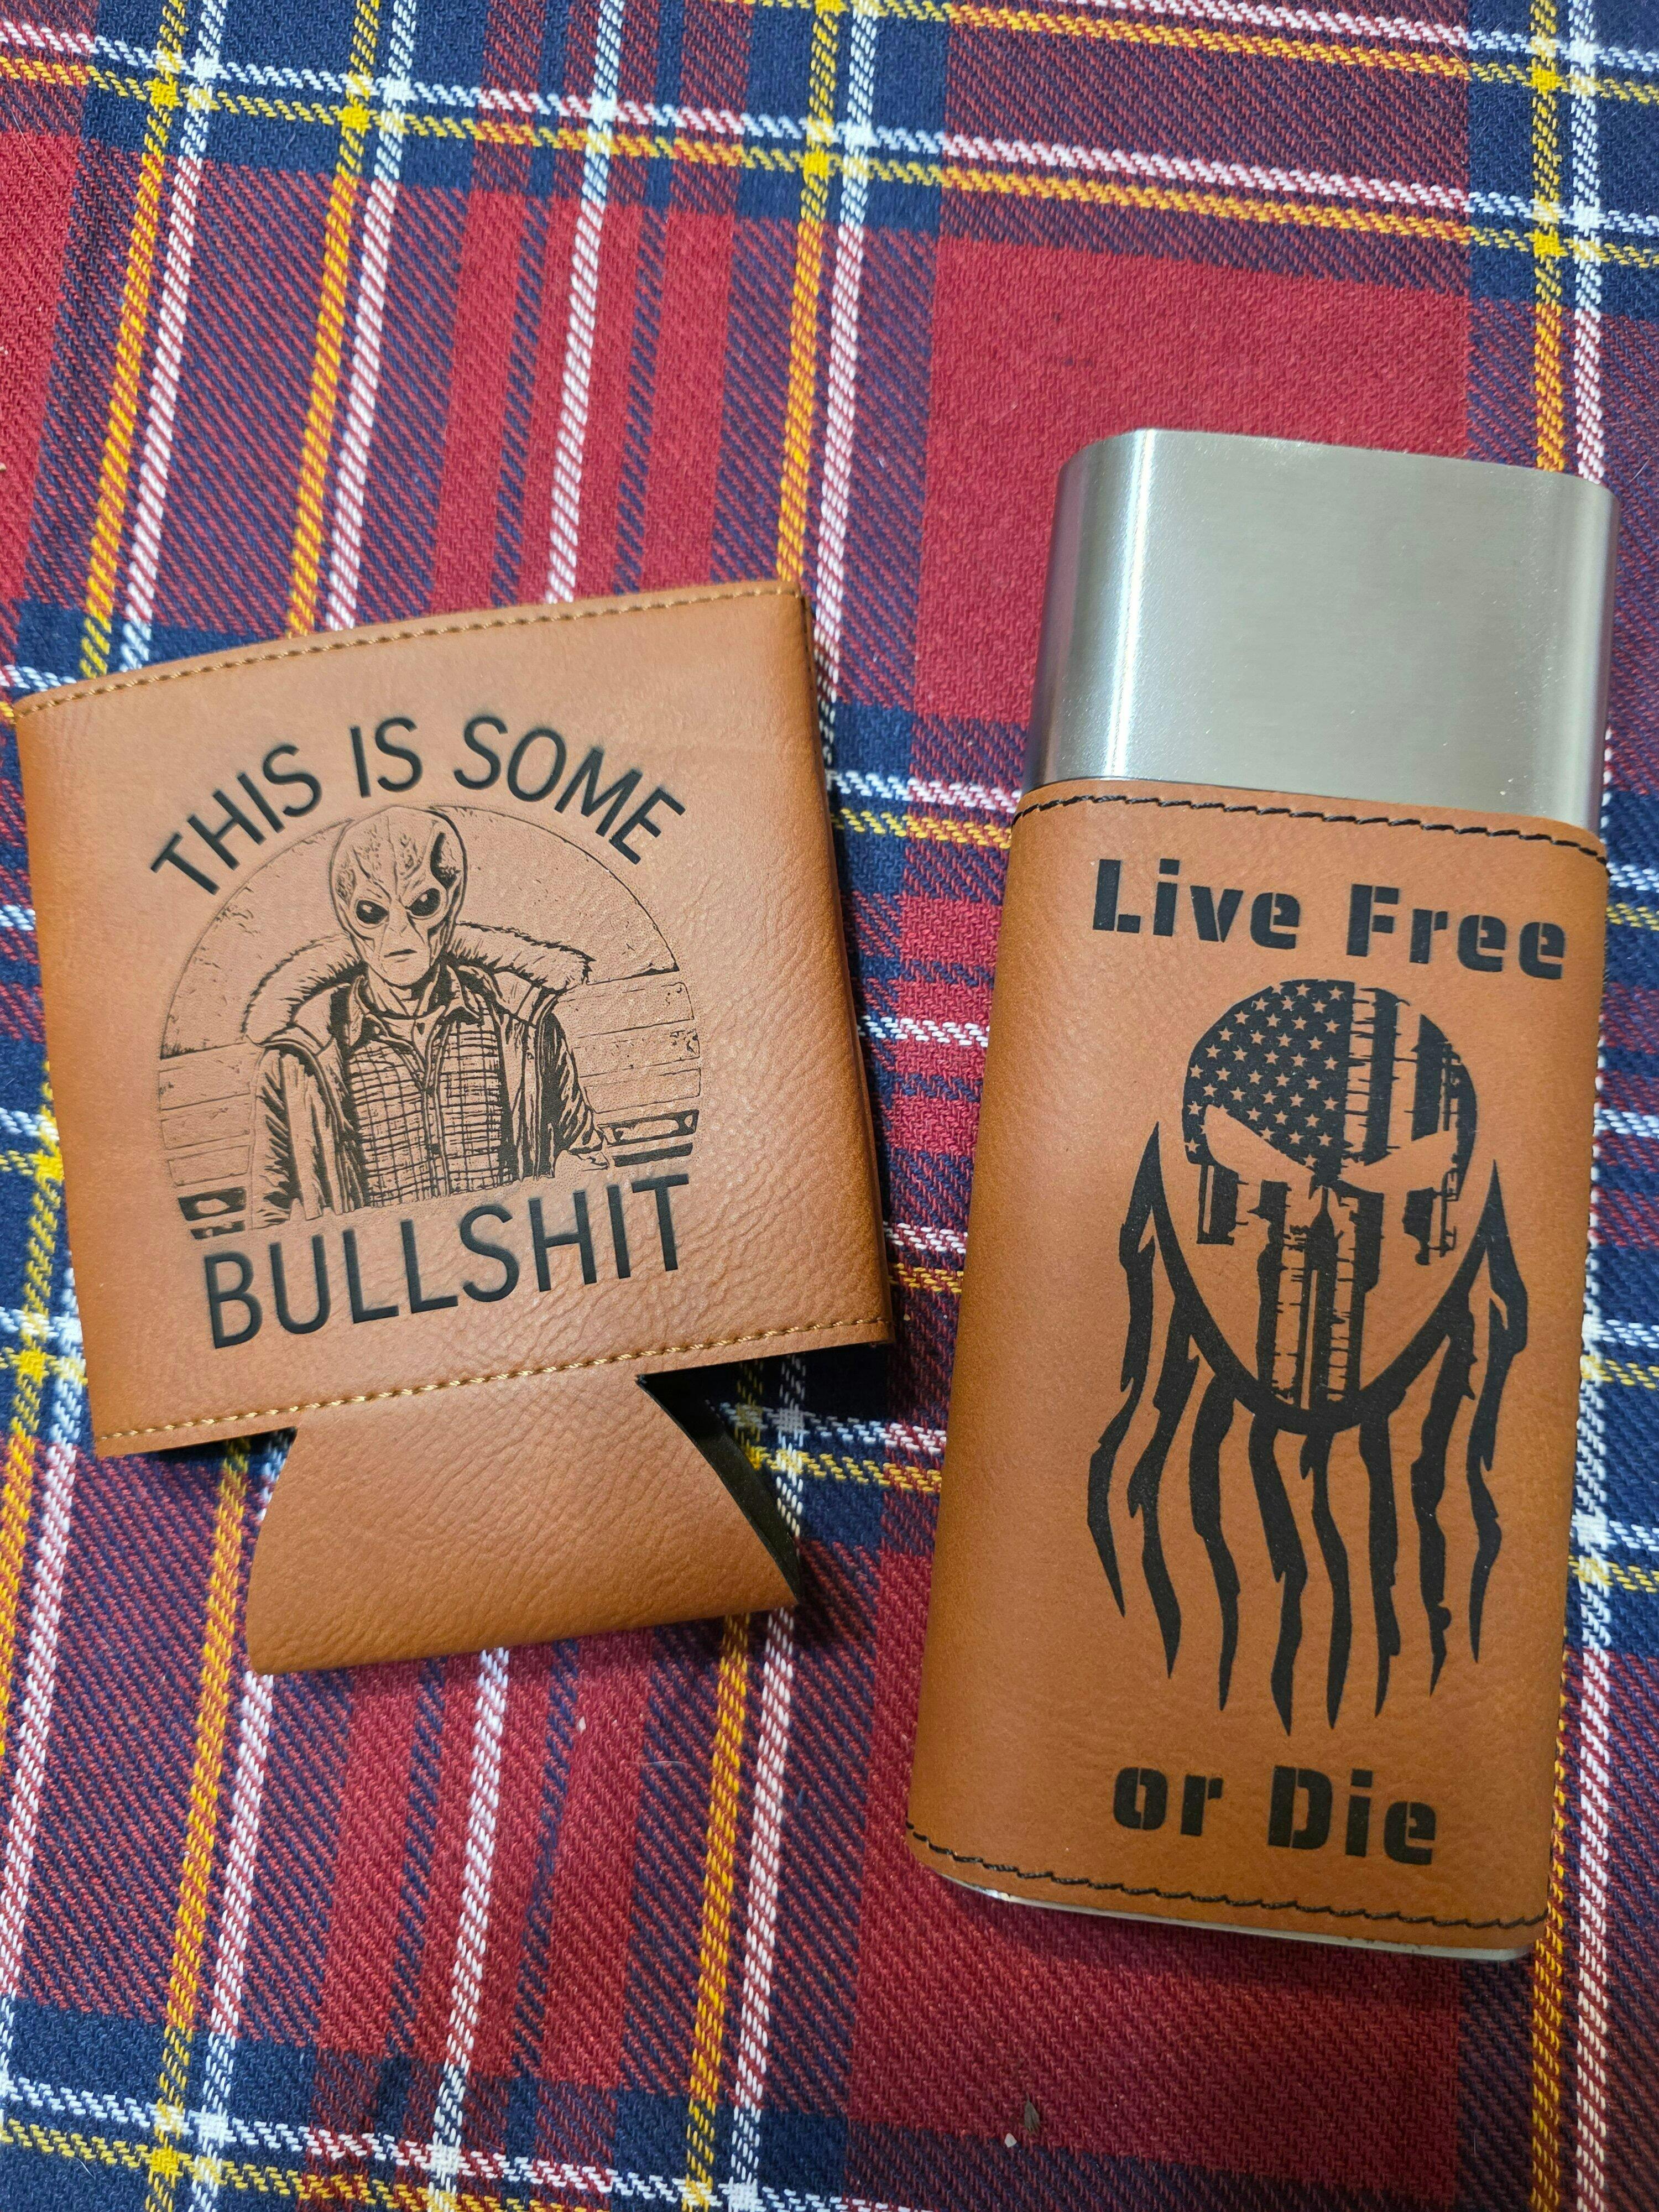 THIS IS SOME
BULLSHIT
Live Free
or Die